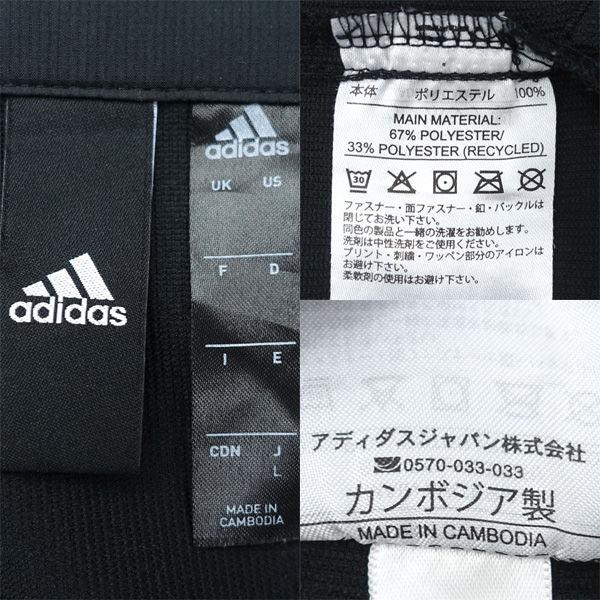 adidas
adidas
UK US
F D
I E
CDN J
L
MADE IN
CAMBODIA
本体 ポリエステル 100%
MAIN MATERIAL:
67% POLYESTER/
33% POLYESTER (RECYCLED)
30
ファスナー・面ファスナー・釦・バックルは
閉じてお洗い下さい。
同色の製品と一緒の洗濯をお勧めします。
洗剤は中性洗剤をご使用ください。
プリント・刺繍・ワッペン部分のアイロンは
お避け下さい。
柔軟剤の使用はお避け下さい。
アディダスジャパン株式会社
0570-033-033
カンボジア製
MADE IN CAMBODIA